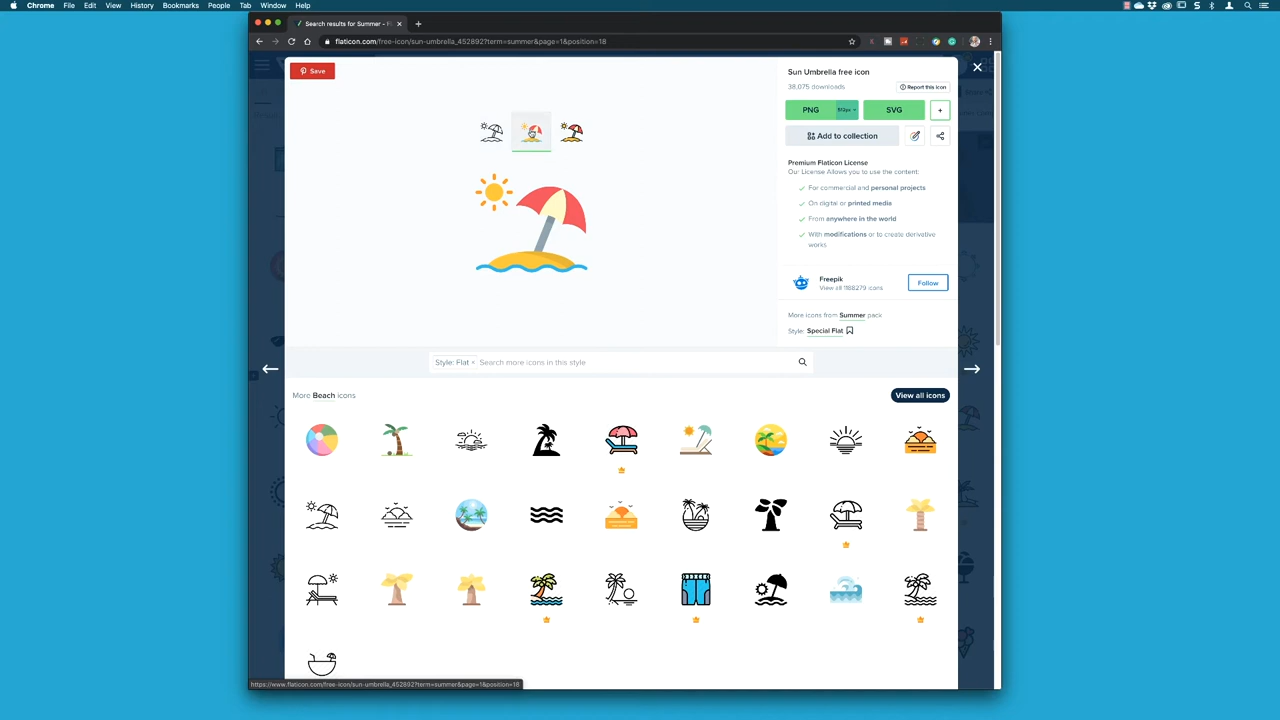 Chrome File Edit View History Bookmarks People Tab Window Help
Search results for Summer - Fl
flaticon.com/free-icon/sun-umbrella_452892?term=summer&page=1&position=18
Save
Sun Umbrella free icon
38,075 downloads
Report this icon
PNG 512px SVG +
Add to collection
Premium Flaticon License
Our License Allows you to use the content:
For commercial and personal projects
On digital or printed media
From anywhere in the world
With modifications or to create derivative
works
Freepik
View all 1188279 icons
Follow
More icons from Summer pack
Style: Special Flat
Style: Flat × Search more icons in this style
More Beach icons
View all icons
https://www.flaticon.com/free-icon/sun-umbrella_452892?term=summer&page=1&position=18